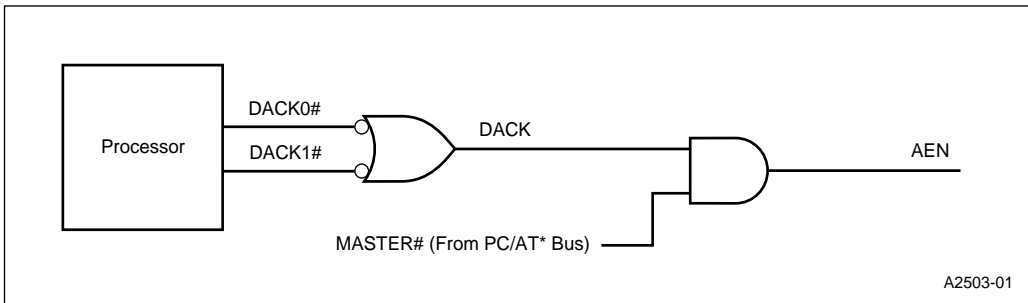 DACK0#
DACK
Processor
DACK1#
AEN
MASTER# (From PC/AT* Bus)
A2503-01